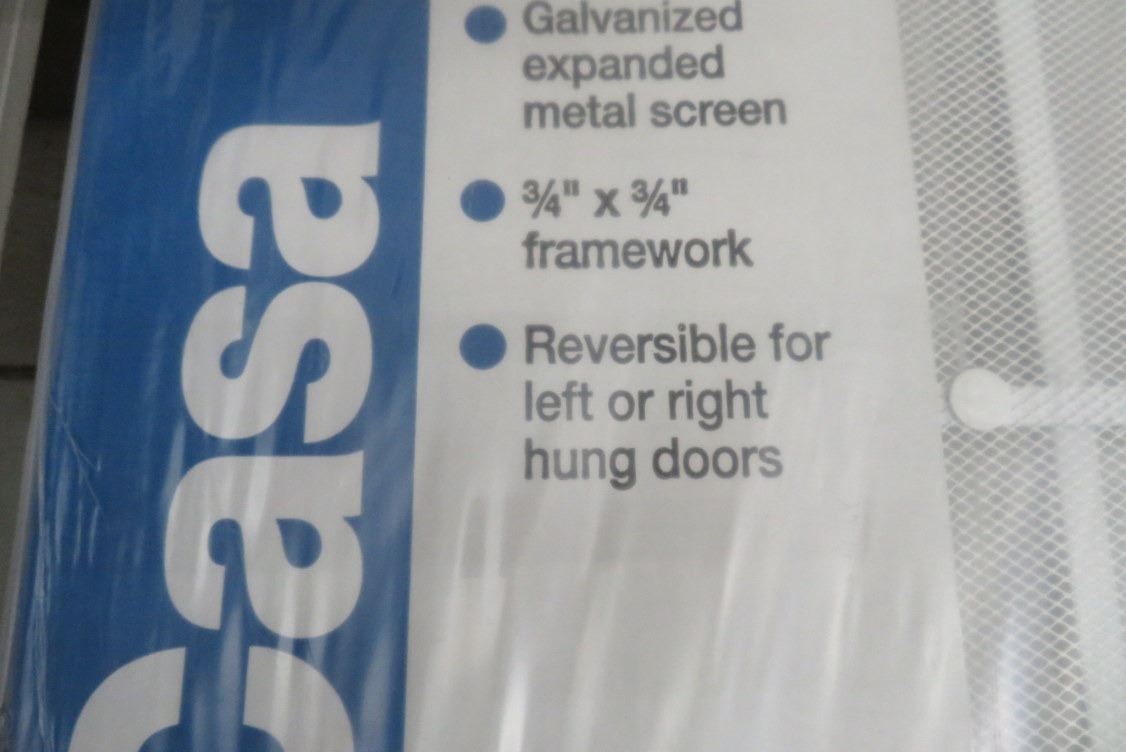 Casa
Galvanized
expanded
metal screen
¾" x ¾"
framework
Reversible for
left or right
hung doors